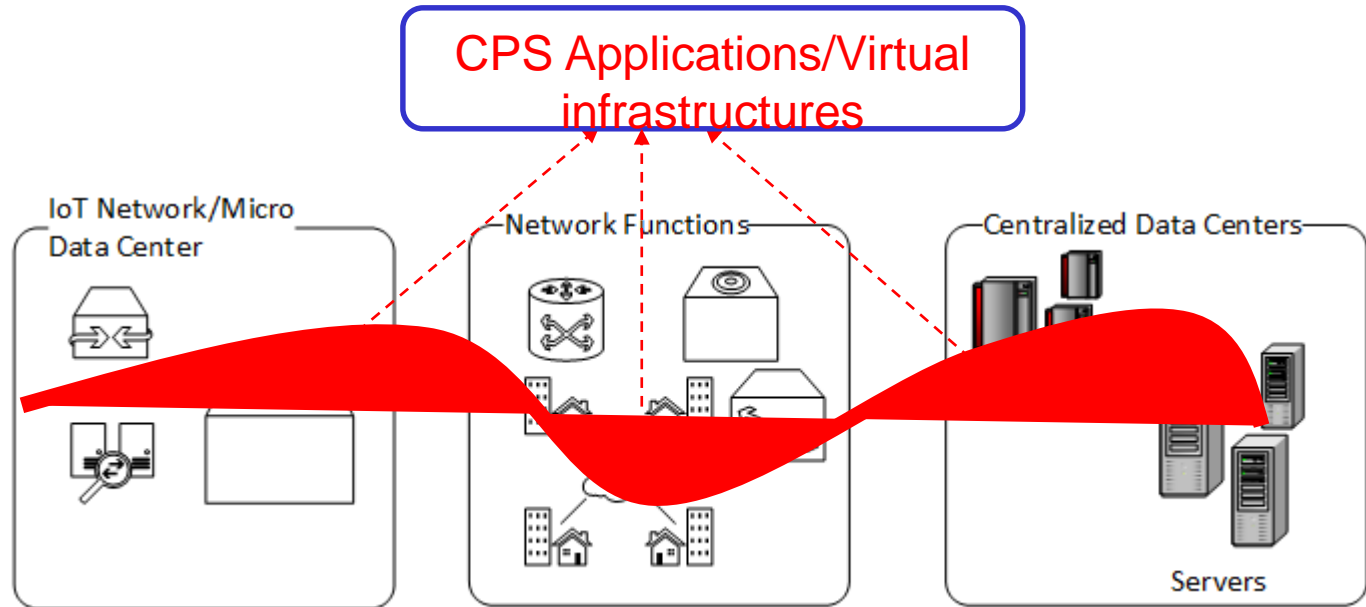 CPS Applications/Virtual
infrastructures
IoT Network/Micro
Data Center
Network Functions
Centralized Data Centers
Servers